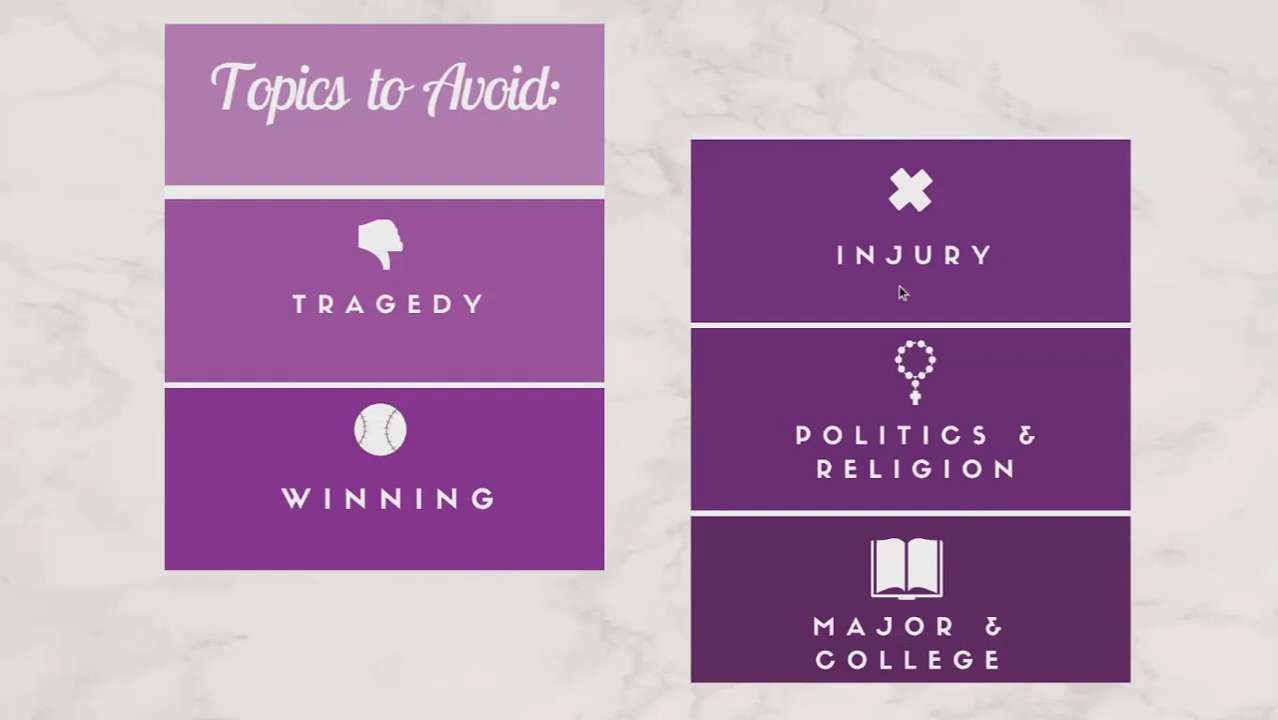 Topics to Avoid:
TRAGEDY
WINNING
INJURY
POLITICS &
RELIGION
MAJOR &
COLLEGE